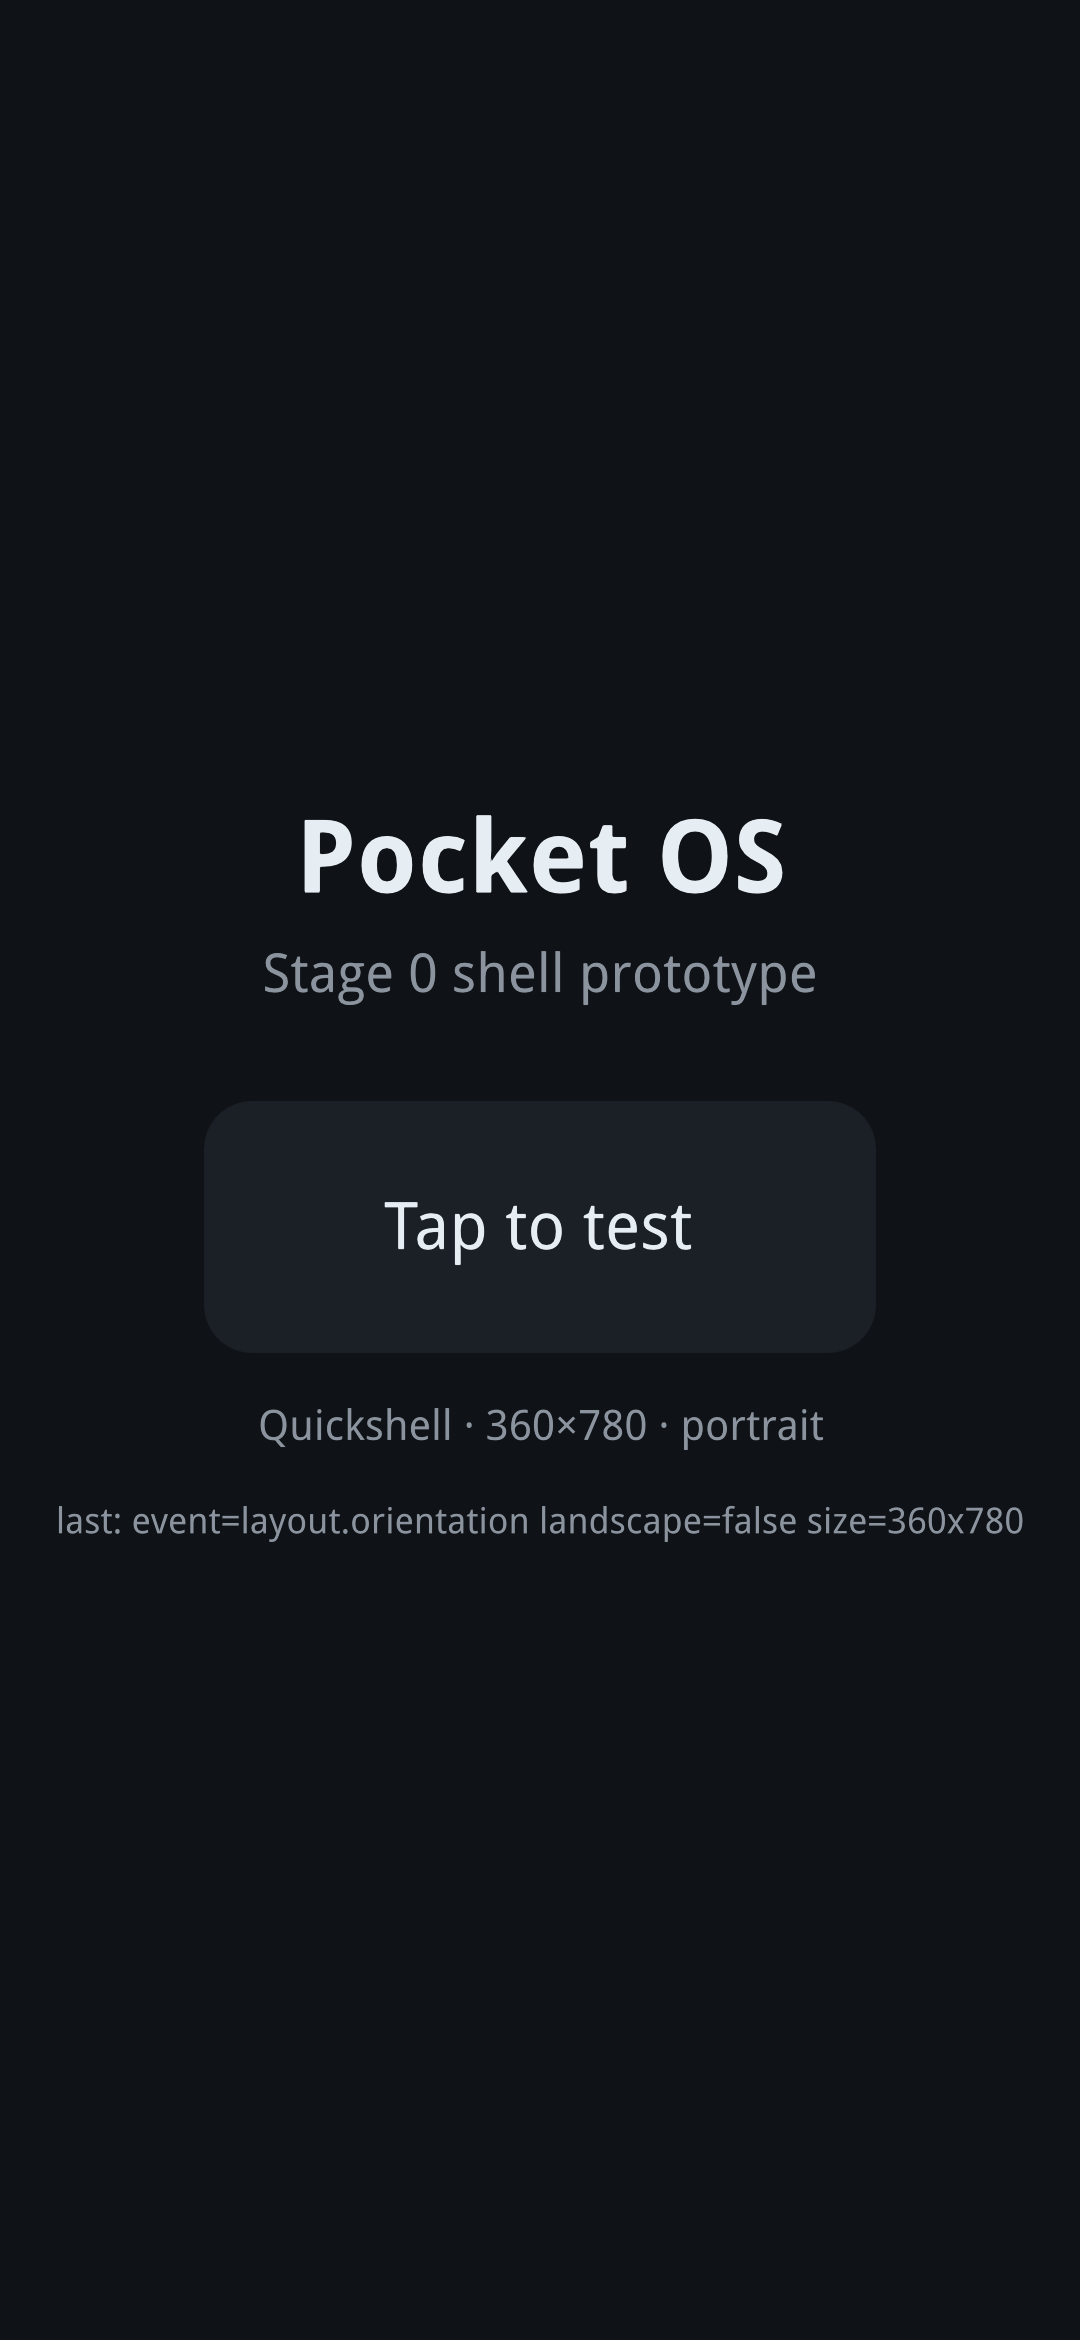 Pocket OS
Stage 0 shell prototype
Tap to test
Quickshell · 360×780 · portrait
last: event=layout.orientation landscape=false size=360x780